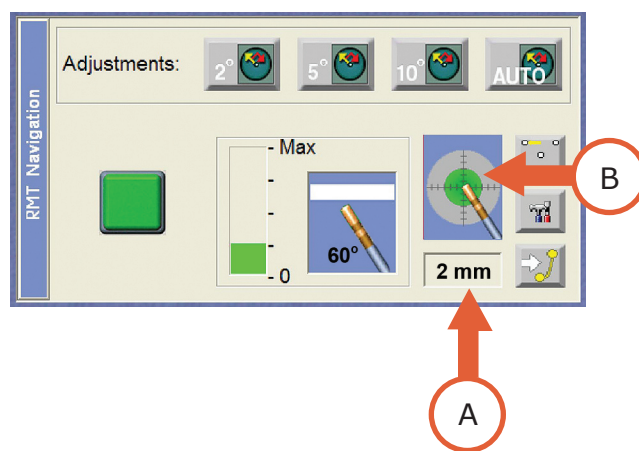 RMT Navigation
Adjustments:
2°
5°
10°
AUTO
Max
0
60°
2 mm
B
A